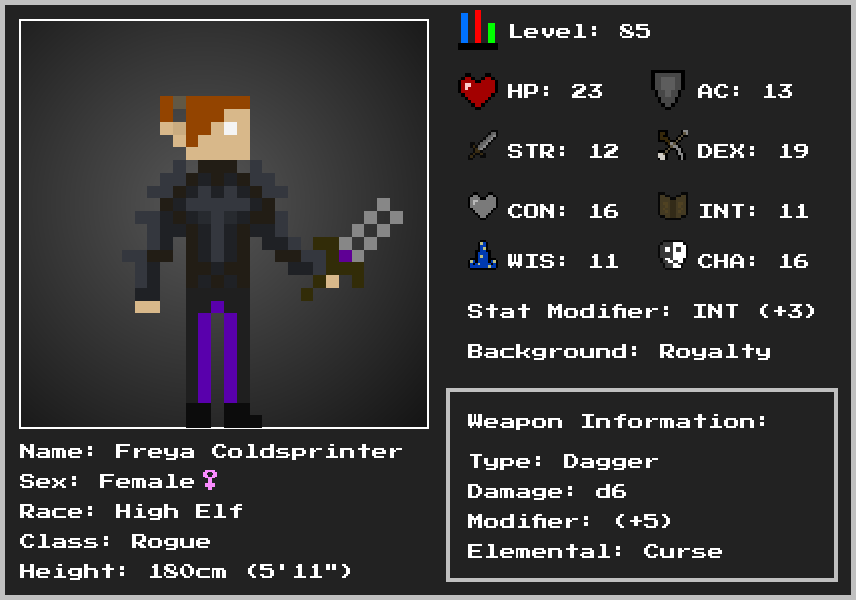 Level: 85
HP: 23 AC: 13
STR: 12 DEX: 19
CON: 16 INT: 11
WIS: 11 CHA: 16
Stat Modifier: INT (+3)
Background: Royalty
Weapon Information:
Type: Dagger
Damage: d6
Modifier: (+5)
Elemental: Curse
Name: Freya Coldsprinter
Sex: Female♀
Race: High Elf
Class: Rogue
Height: 180cm (5'11")